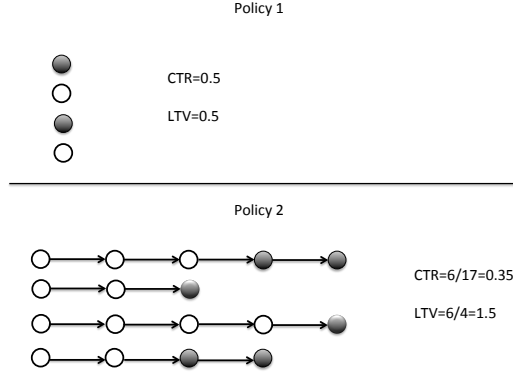 Policy 1
CTR=0.5
LTV=0.5
Policy 2
CTR=6/17=0.35
LTV=6/4=1.5